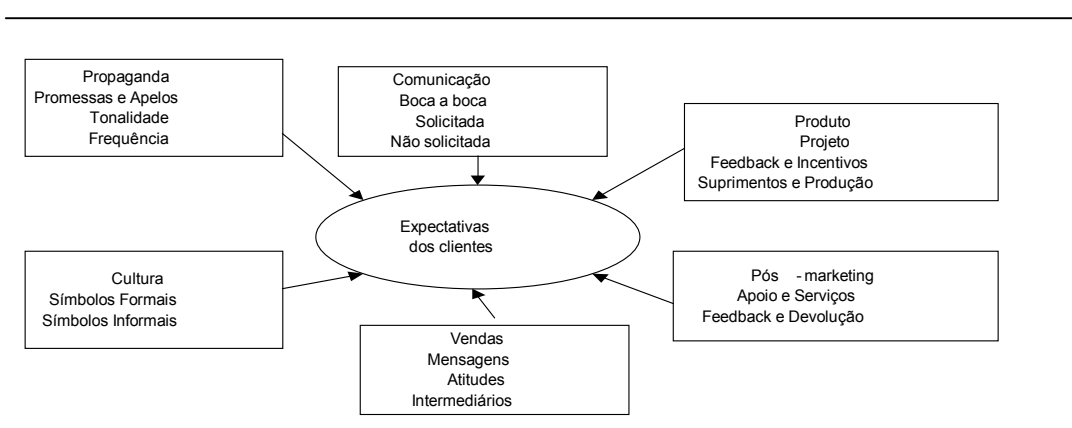 Propaganda
Promessas e Apelos
Tonalidade
Frequência
Comunicação
Boca a boca
Solicitada
Não solicitada
Produto
Projeto
Feedback e Incentivos
Suprimentos e Produção
Expectativas
dos clientes
Cultura
Símbolos Formais
Símbolos Informais
Pós - marketing
Apoio e Serviços
Feedback e Devolução
Vendas
Mensagens
Atitudes
Intermediários